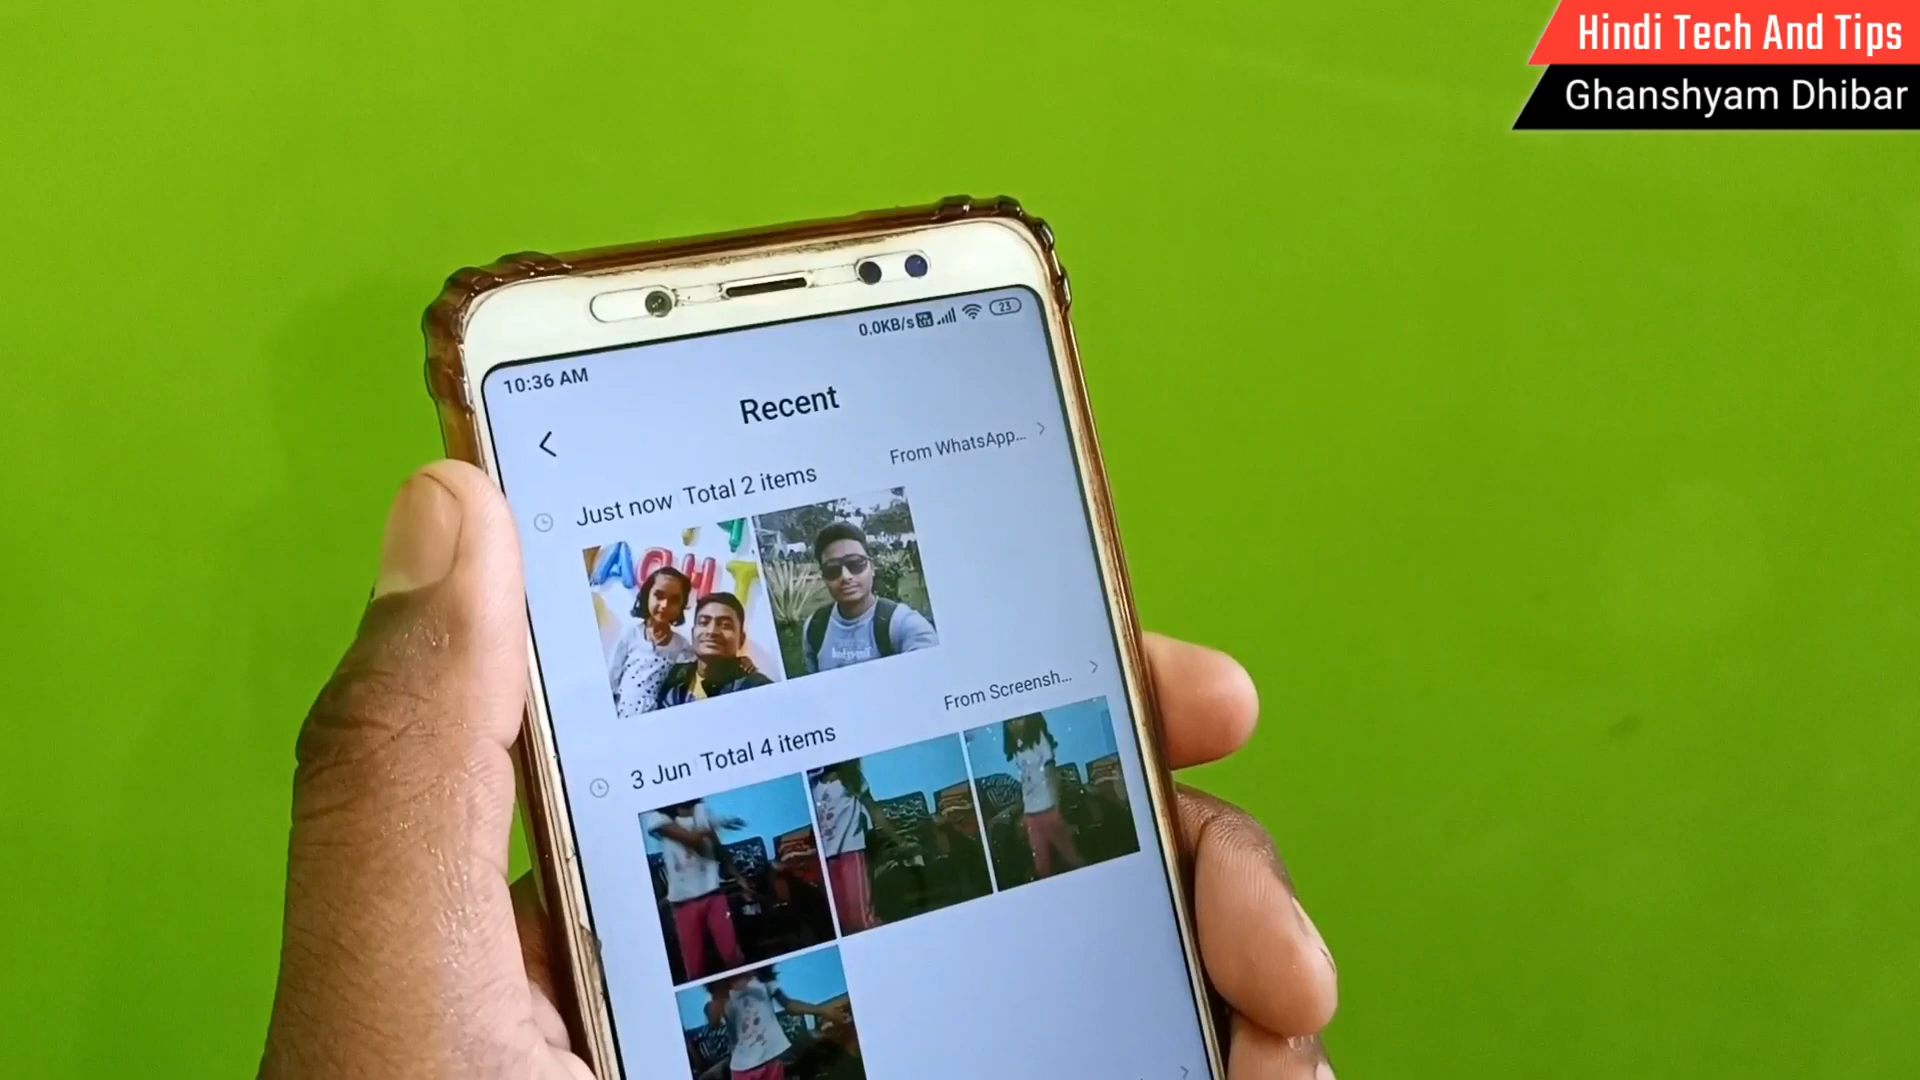 Hindi Tech And Tips
Ghanshyam Dhibar
0.0KB/s
23
10:36 AM
Recent
From WhatsApp...
Just now Total 2 items
From Screensh...
3 Jun Total 4 items